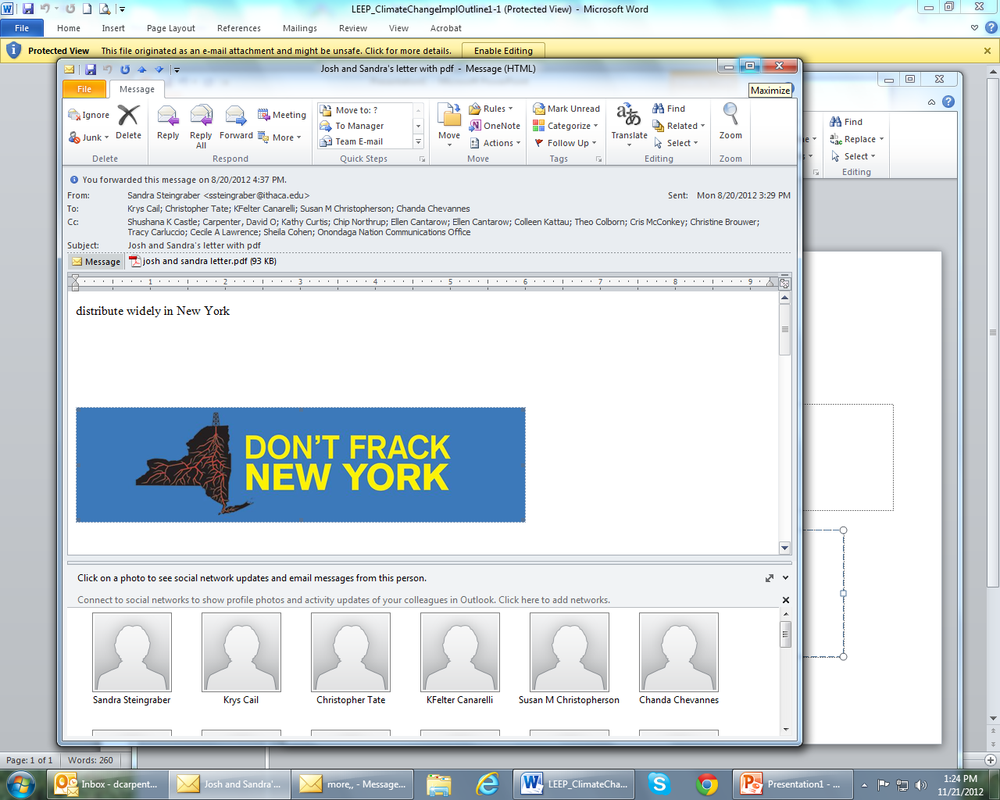 LEEP_ClimateChangeImplOutline1-1 (Protected View) - Microsoft Word
File Home Insert Page Layout References Mailings Review View Acrobat
Protected View This file originated as an e-mail attachment and might be unsafe. Click for more details. Enable Editing
Josh and Sandra's letter with pdf - Message (HTML)
Maximize
File Message
Ignore
Junk
Delete
Delete
Reply
Reply All
Forward
Meeting
More
Respond
Move to: ?
To Manager
Team E-mail
Quick Steps
Move
Rules
OneNote
Actions
Move
Mark Unread
Categorize
Follow Up
Tags
Translate
Find
Related
Select
Editing
Zoom
Zoom
Find
Replace
Select
Editing
You forwarded this message on 8/20/2012 4:37 PM.
From: Sandra Steingraber <ssteingraber@ithaca.edu> Sent: Mon 8/20/2012 3:29 PM
To: Krys Cail; Christopher Tate; KFelter Canarelli; Susan M Christopherson; Chanda Chevannes
Cc: Shushana K Castle; Carpenter, David O; Kathy Curtis; Chip Northrup; Ellen Cantarow; Ellen Cantarow; Colleen Kattau; Theo Colborn; Cris McConkey; Christine Brouwer;
Tracy Carluccio; Cecile A Lawrence; Sheila Cohen; Onondaga Nation Communications Office
Subject: Josh and Sandra's letter with pdf
Message josh and sandra letter.pdf (93 KB)
1 2 3 4 5 6 7 8 9
distribute widely in New York
DON'T FRACK
NEW YORK
Click on a photo to see social network updates and email messages from this person.
Connect to social networks to show profile photos and activity updates of your colleagues in Outlook. Click here to add networks.
Sandra Steingraber Krys Cail Christopher Tate KFelter Canarelli Susan M Christopherson Chanda Chevannes
Page: 1 of 1 Words: 260
Inbox - dcarpent... Josh and Sandra'... more,, - Message... LEEP_ClimateCha... Presentation1 - ... 1:24 PM
11/21/2012